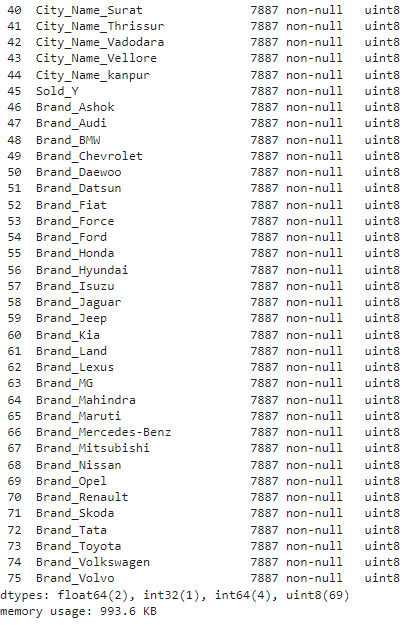 40 City_Name_Surat 7887 non-null uint8
41 City_Name_Thrissur 7887 non-null uint8
42 City_Name_Vadodara 7887 non-null uint8
43 City_Name_Vellore 7887 non-null uint8
44 City_Name_kanpur 7887 non-null uint8
45 Sold_Y 7887 non-null uint8
46 Brand_Ashok 7887 non-null uint8
47 Brand_Audi 7887 non-null uint8
48 Brand_BMW 7887 non-null uint8
49 Brand_Chevrolet 7887 non-null uint8
50 Brand_Daewoo 7887 non-null uint8
51 Brand_Datsun 7887 non-null uint8
52 Brand_Fiat 7887 non-null uint8
53 Brand_Force 7887 non-null uint8
54 Brand_Ford 7887 non-null uint8
55 Brand_Honda 7887 non-null uint8
56 Brand_Hyundai 7887 non-null uint8
57 Brand_Isuzu 7887 non-null uint8
58 Brand_Jaguar 7887 non-null uint8
59 Brand_Jeep 7887 non-null uint8
60 Brand_Kia 7887 non-null uint8
61 Brand_Land 7887 non-null uint8
62 Brand_Lexus 7887 non-null uint8
63 Brand_MG 7887 non-null uint8
64 Brand_Mahindra 7887 non-null uint8
65 Brand_Maruti 7887 non-null uint8
66 Brand_Mercedes-Benz 7887 non-null uint8
67 Brand_Mitsubishi 7887 non-null uint8
68 Brand_Nissan 7887 non-null uint8
69 Brand_Opel 7887 non-null uint8
70 Brand_Renault 7887 non-null uint8
71 Brand_Skoda 7887 non-null uint8
72 Brand_Tata 7887 non-null uint8
73 Brand_Toyota 7887 non-null uint8
74 Brand_Volkswagen 7887 non-null uint8
75 Brand_Volvo 7887 non-null uint8
dtypes: float64(2), int32(1), int64(4), uint8(69)
memory usage: 993.6 KB